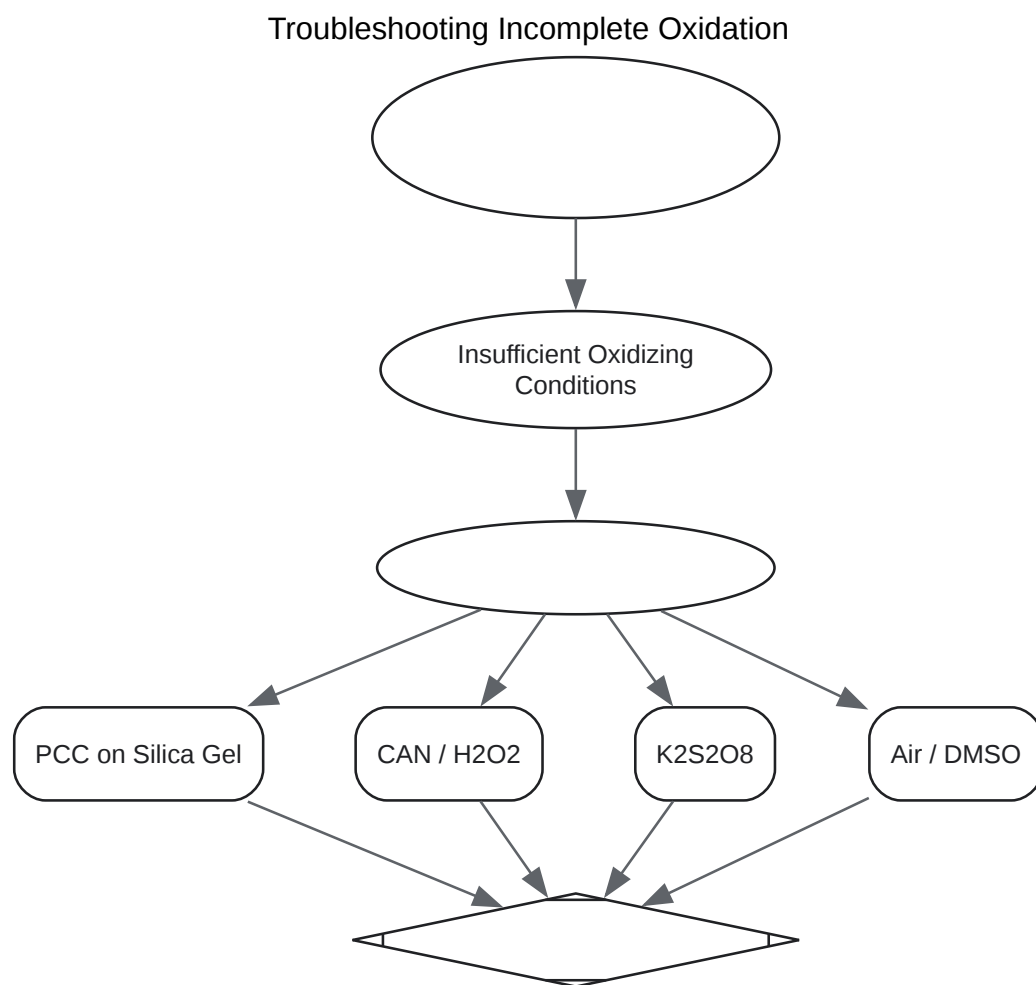 Troubleshooting Incomplete Oxidation
Insufficient Oxidizing
Conditions
PCC on Silica Gel
CAN / H2O2
K2S2O8
Air / DMSO